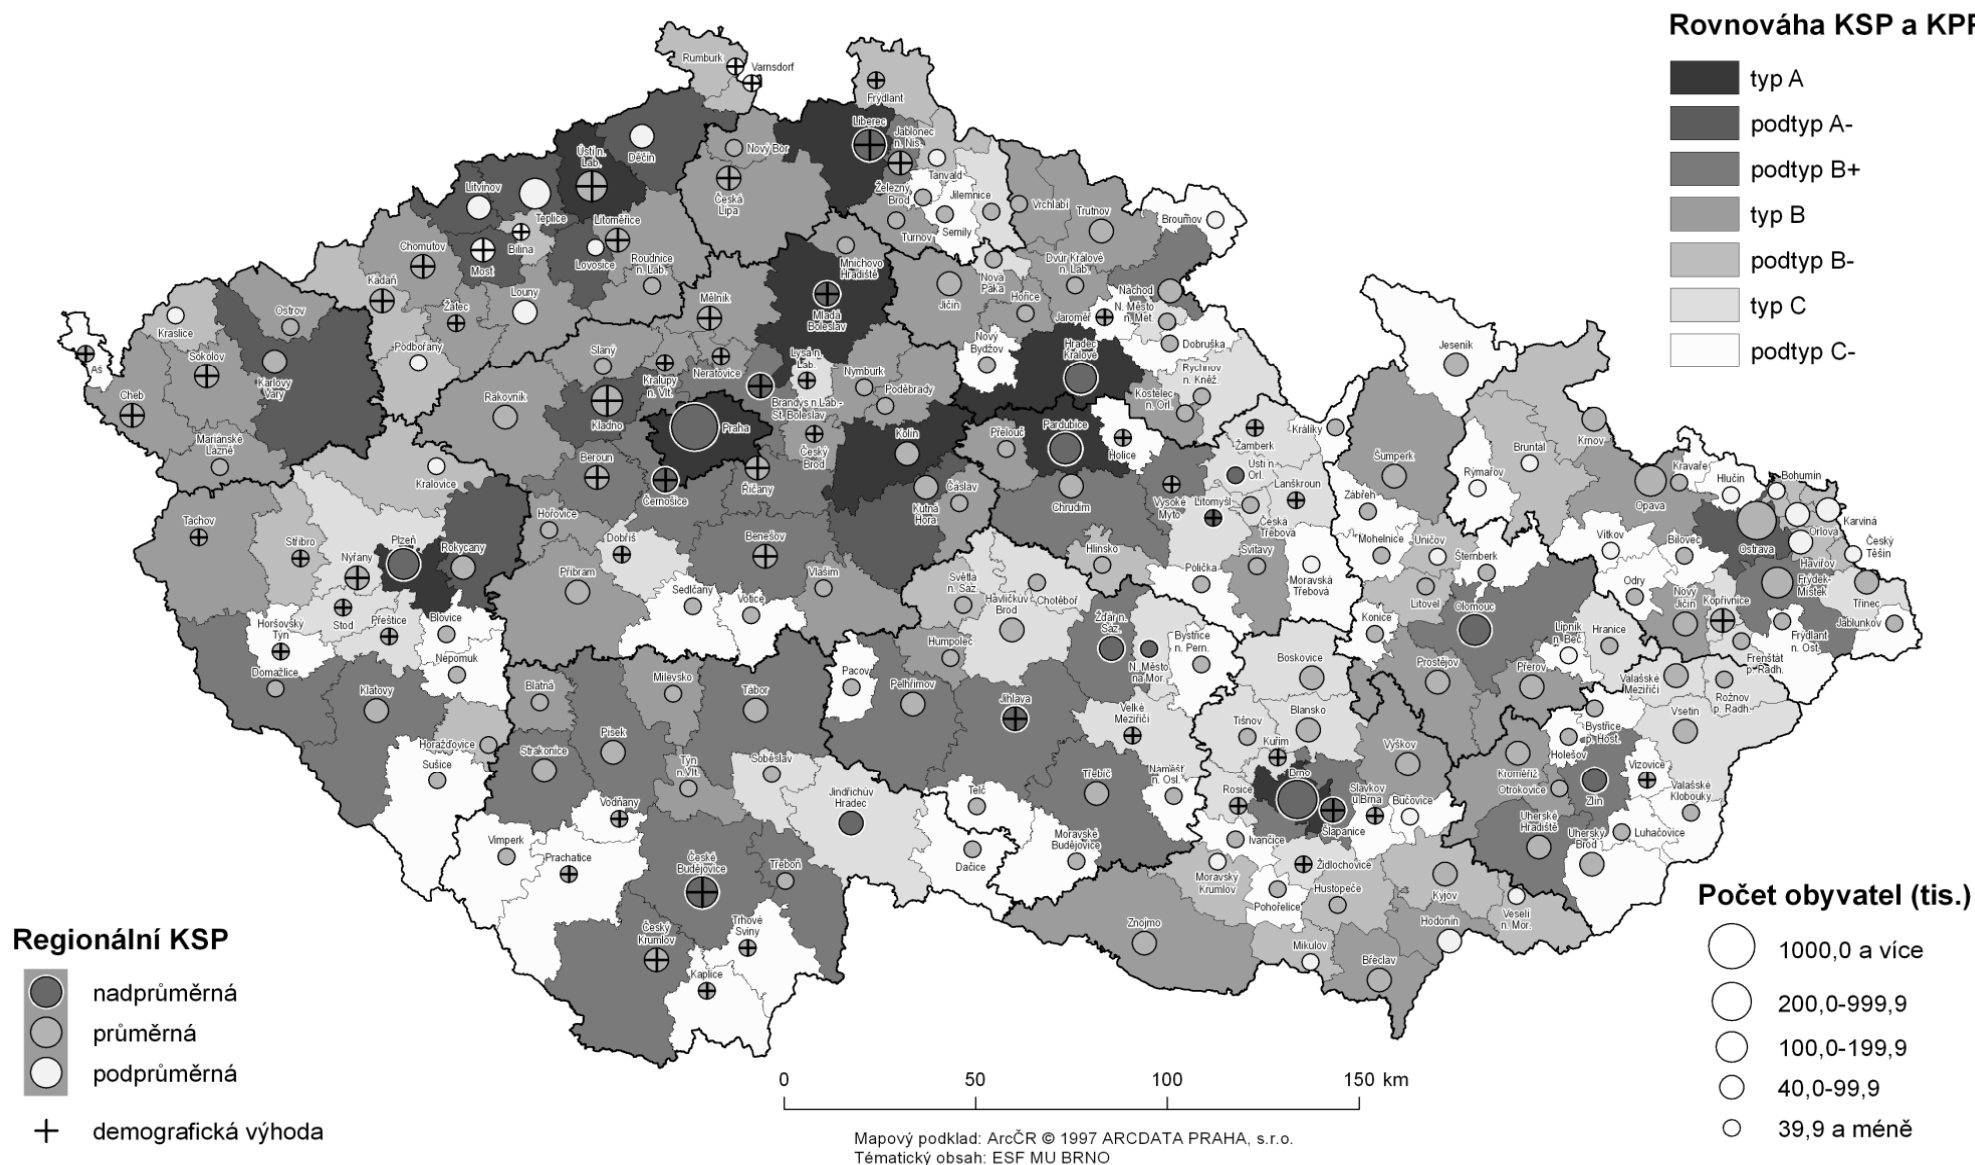 Rovnováha KSP a KPP
typ A
podtyp A-
podtyp B+
typ B
podtyp B-
typ C
podtyp C-
Rumburk
Varnsdorf
Frýdlant
Liberec
Jablonec
n. Nis.
Děčín
Nový Bor
Ústí n.
Lab.
Litvínov
Teplice
Česká
Lípa
Tanvald
Železný
Brod
Jilemnice
Vrchlabí
Trutnov
Broumov
Semily
Turnov
Litoměřice
Bílina
Most
Lovosice
Chomutov
Roudnice
n. Lab.
Mnichovo
Hradiště
Nová
Paka
Dvůr Králové
n. Lab.
Kadaň
Louny
Žatec
Mělník
Mladá
Boleslav
Jičín
Hořice
Náchod
N. Město
n. Met.
Jaroměř
Ostrov
Kraslice
Sokolov
Karlovy
Vary
Aš
Cheb
Mariánské
Lázně
Podbořany
Slaný
Kralupy
n. Vlt.
Neratovice
Lysá n.
Lab.
Nymburk
Poděbrady
Nový
Bydžov
Hradec
Králové
Dobruška
Rychnov
n. Kněž.
Kostelec
n. Orl.
Jeseník
Rakovník
Kladno
Praha
Brandýs n. Lab.-
St. Boleslav
Český
Brod
Kolín
Přelouč
Pardubice
Holice
Žamberk
Králíky
Šumperk
Bruntál
Krnov
Rýmařov
Beroun
Černošice
Říčany
Kutná
Hora
Čáslav
Chrudim
Vysoké
Mýto
Ústí n.
Orl.
Lanškroun
Litomyšl
Česká
Třebová
Zábřeh
Opava
Kravaře
Hlučín
Bohumín
Karviná
Orlová
Český
Těšín
Havířov
Ostrava
Kralovice
Tachov
Stříbro
Nýřany
Plzeň
Rokycany
Hořovice
Dobříš
Benešov
Příbram
Vlašim
Sedlčany
Votice
Hlinsko
Svitavy
Polička
Moravská
Třebová
Mohelnice
Uničov
Šternberk
Vítkov
Bílovec
Litovel
Odry
Nový
Jičín
Kopřivnice
Frýdek-
Místek
Třinec
Jablunkov
Frýdlant
n. Ost.
Frenštát
p. Radh.
Horšovský
Týn
Stod
Přeštice
Blovice
Nepomuk
Domažlice
Klatovy
Horažďovice
Sušice
Blatná
Milevsko
Tábor
Písek
Strakonice
Týn
n. Vlt.
Soběslav
Jindřichův
Hradec
Pacov
Pelhřimov
Humpolec
Světlá
n. Sáz.
Havlíčkův
Brod
Chotěboř
Žďár n.
Sáz.
N. Město
na Mor.
Bystřice
n. Pern.
Jihlava
Velké
Meziříčí
Třebíč
Náměšť
n. Osl.
Telč
Dačice
Moravské
Budějovice
Boskovice
Blansko
Tišnov
Kuřim
Brno
Rosice
Ivančice
Šlapanice
Slavkov
u Brna
Bučovice
Vyškov
Konice
Olomouc
Prostějov
Přerov
Lipník
n. Beč.
Hranice
Valašské
Meziříčí
Rožnov
p. Radh.
Vsetín
Bystřice
p. Host.
Holešov
Kroměříž
Otrokovice
Zlín
Vizovice
Valašské
Klobouky
Luhačovice
Uherské
Hradiště
Uherský
Brod
Vodňany
Vimperk
Prachatice
České
Budějovice
Třeboň
Český
Krumlov
Trhové
Sviny
Kaplice
Moravský
Krumlov
Židlochovice
Pohořelice
Hustopeče
Kyjov
Veselí
n. Mor.
Hodonín
Mikulov
Břeclav
Znojmo
Regionální KSP
nadprůměrná
průměrná
podprůměrná
demografická výhoda
Počet obyvatel (tis.)
1000,0 a více
200,0-999,9
100,0-199,9
40,0-99,9
39,9 a méně
0 50 100 150 km
Mapový podklad: ArcČR © 1997 ARCDATA PRAHA, s.r.o.
Tématický obsah: ESF MU BRNO